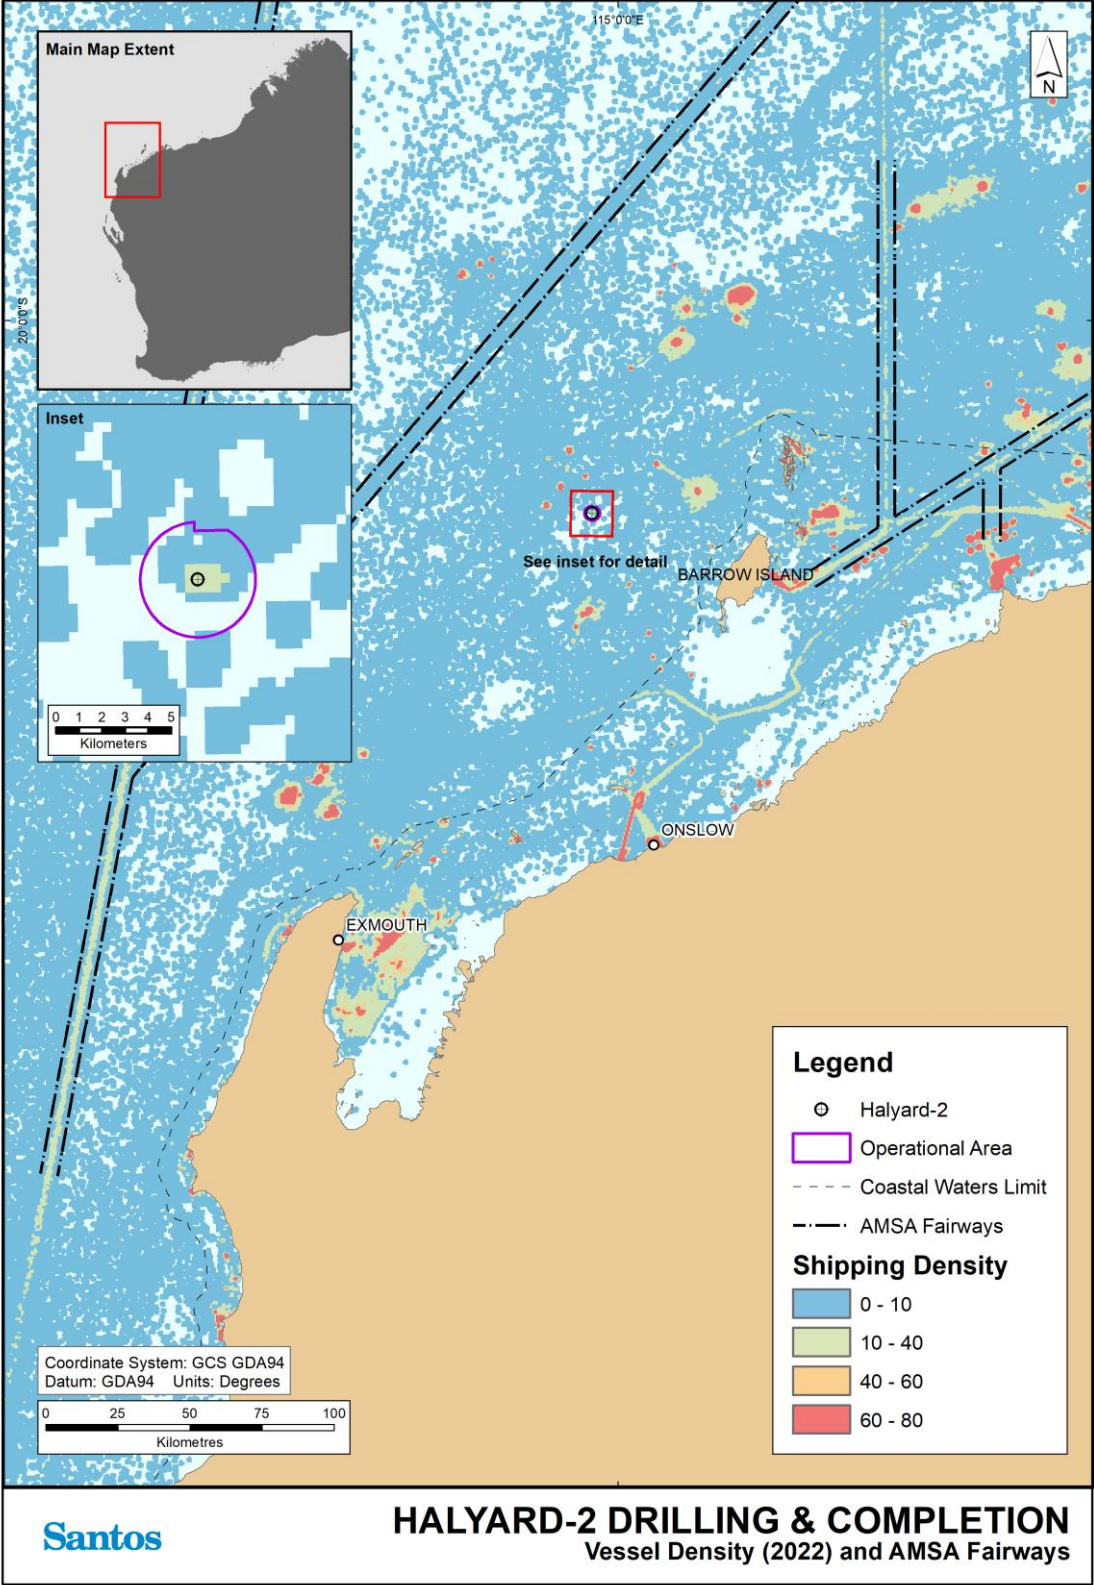 115°0'0"E
Main Map Extent
N
20°0'0"S
Inset
See inset for detail
BARROW ISLAND
0 1 2 3 4 5
Kilometers
ONSLOW
EXMOUTH
Legend
Halyard-2
Operational Area
Coastal Waters Limit
AMSA Fairways
Shipping Density
0 - 10
10 - 40
40 - 60
60 - 80
Coordinate System: GCS GDA94
Datum: GDA94 Units: Degrees
0 25 50 75 100
Kilometres
Santos
HALYARD-2 DRILLING & COMPLETION
Vessel Density (2022) and AMSA Fairways